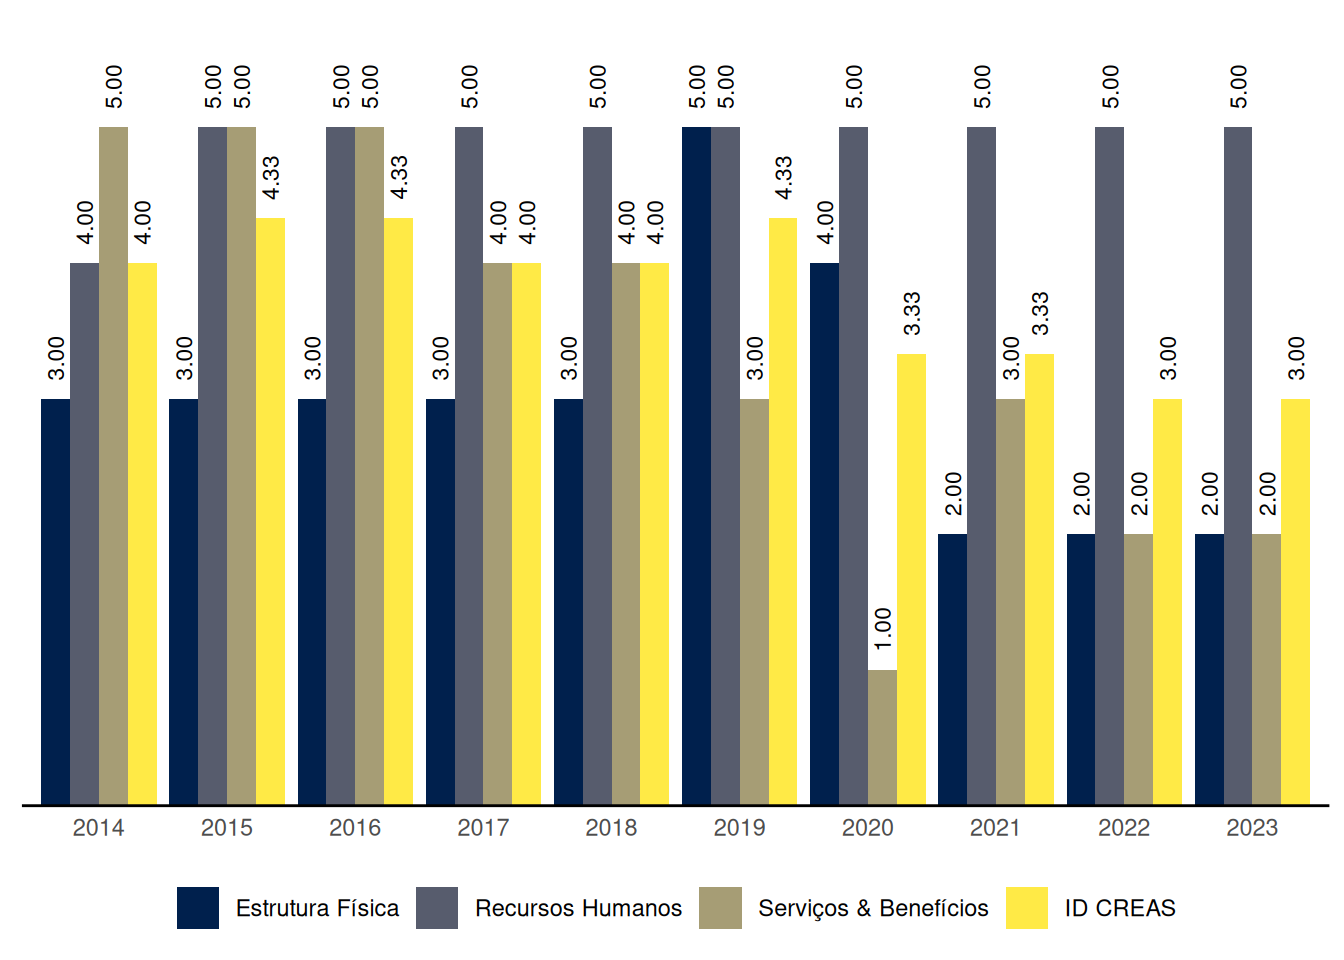 3.00 4.00 5.00 4.00
3.00 5.00 5.00 4.33
3.00 5.00 5.00 4.33
3.00 5.00 4.00 4.00
3.00 5.00 4.00 4.00
5.00 5.00 3.00 4.33
4.00 5.00 1.00 3.33
2.00 5.00 3.00 3.33
2.00 5.00 2.00 3.00
2.00 5.00 2.00 3.00
2014 2015 2016 2017 2018 2019 2020 2021 2022 2023
Estrutura Física Recursos Humanos Serviços & Benefícios ID CREAS